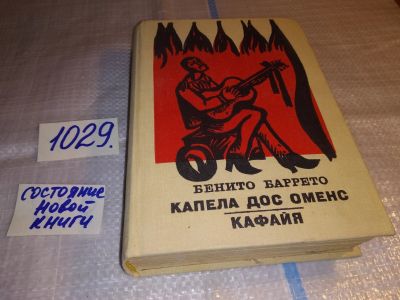 1029.
СОСТОЯНИЕ
НОВОЙ
КНИГИ
БЕНИТО БАРРЕТО
КАПЕЛА ДОС ОМЕНС
КАФАЙЯ